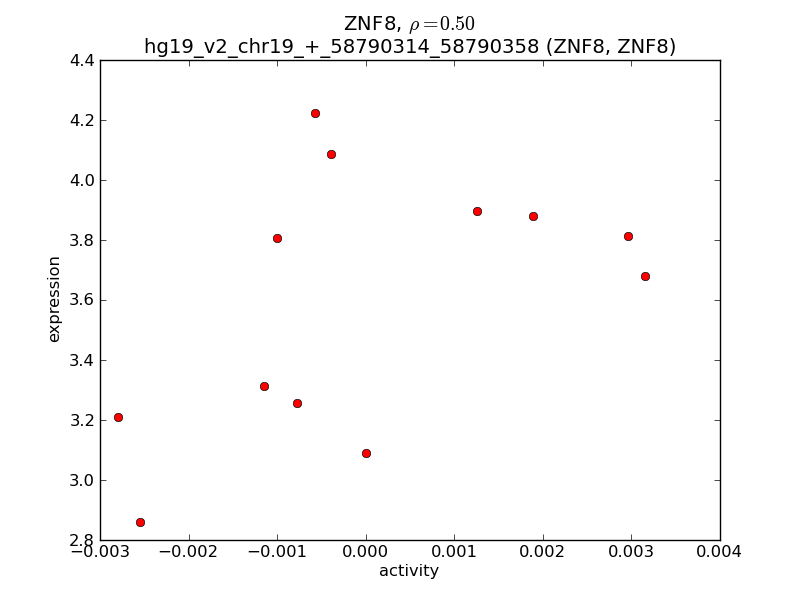 ZNF8, ρ = 0.50
hg19_v2_chr19_+_58790314_58790358 (ZNF8, ZNF8)
4.4
4.2
4.0
3.8
3.6
3.4
3.2
3.0
2.8
expression
−0.003 −0.002 −0.001 0.000 0.001 0.002 0.003 0.004
activity